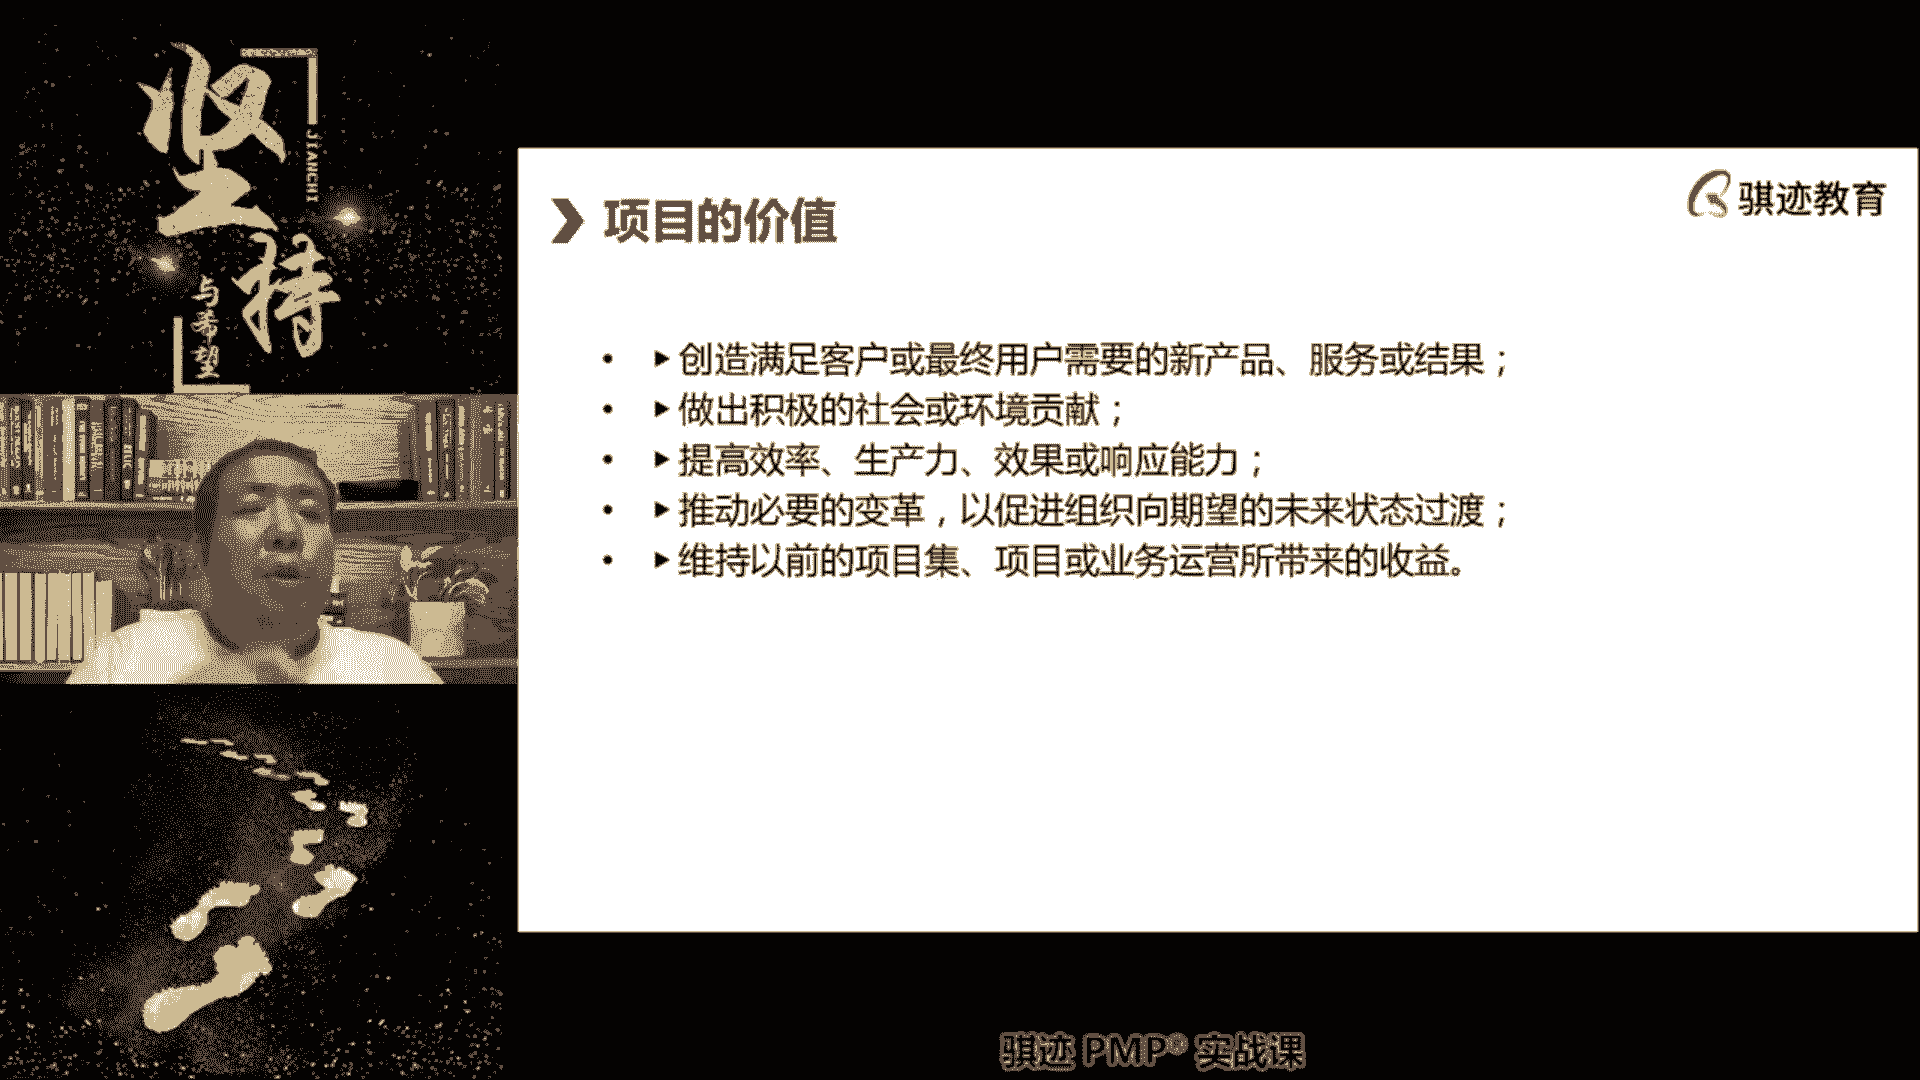 坚持
JIANCHI
与希望
骐迹教育
项目的价值
• ▶创造满足客户或最终用户需要的新产品、服务或结果；
• ▶做出积极的社会或环境贡献；
• ▶提高效率、生产力、效果或响应能力；
• ▶推动必要的变革，以促进组织向期望的未来状态过渡；
• ▶维持以前的项目集、项目或业务运营所带来的收益。
骐迹 PMP® 实战课